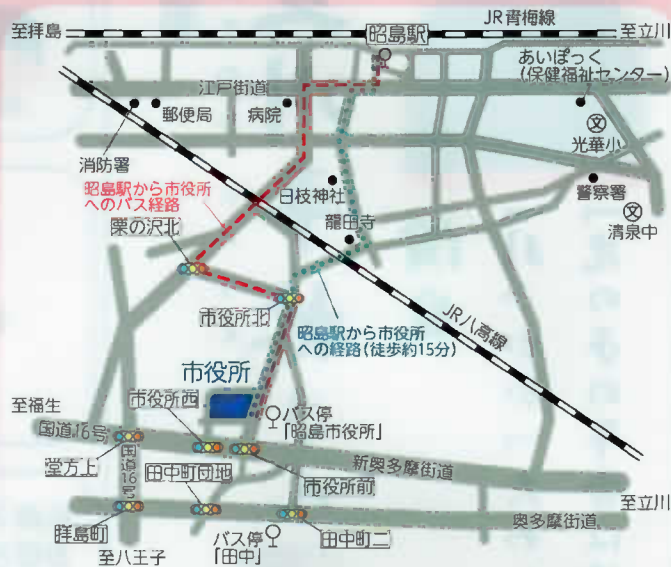 JR青梅線
至拝島
昭島駅
至立川
あいぽっく
(保健福祉センター)
江戸街道
郵便局
病院
文
光華小
消防署
昭島駅から市役所
へのバス経路
日枝神社
警察署
龍田寺
文
清泉中
栗の沢北
市役所北
昭島駅から市役所
への経路(徒歩約15分)
JR八高線
市役所
至福生
市役所西
バス停
「昭島市役所」
国道16号
堂方上
国道16号
田中町団地
市役所前
新奥多摩街道
至立川
拝島町
バス停
「田中」
田中町二
奥多摩街道
至八王子